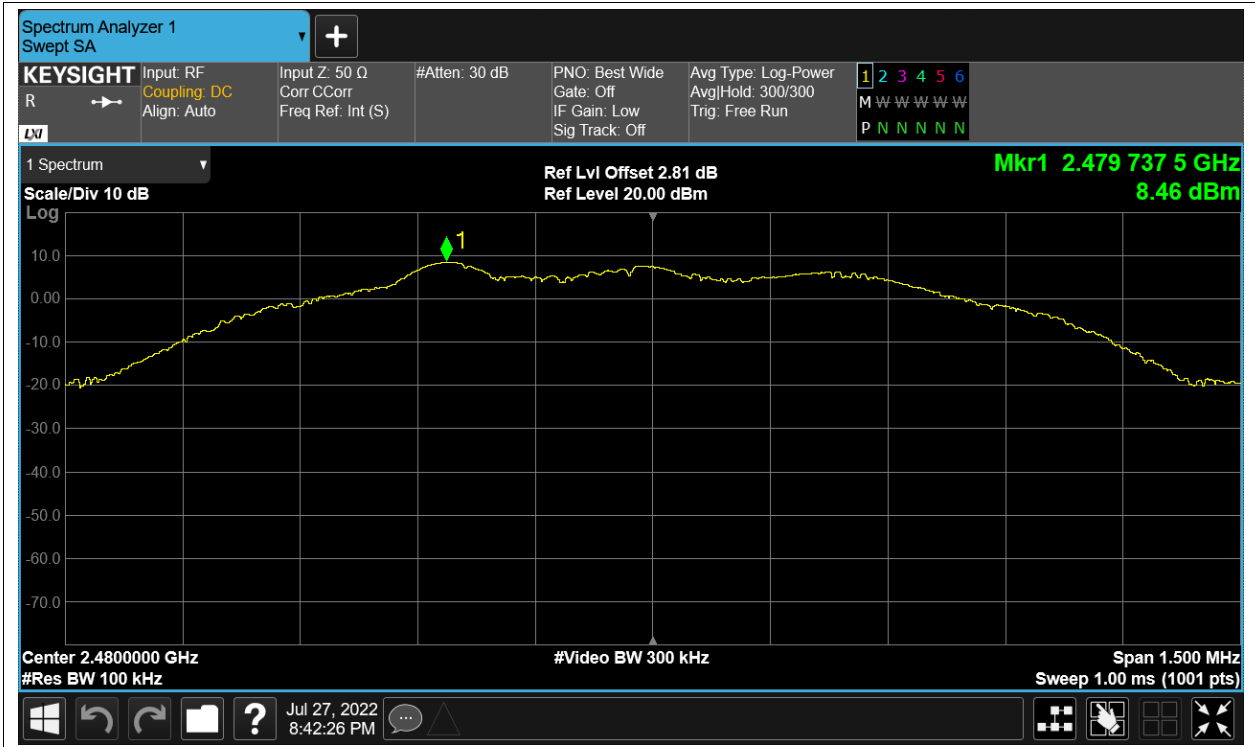 Spectrum Analyzer 1
Swept SA
KEYSIGHT
R
LXI
Input: RF
Coupling: DC
Align: Auto
Input Z: 50 Ω
Corr CCorr
Freq Ref: Int (S)
#Atten: 30 dB
PNO: Best Wide
Gate: Off
IF Gain: Low
Sig Track: Off
Avg Type: Log-Power
Avg|Hold: 300/300
Trig: Free Run
1 2 3 4 5 6
M W W W W W
P N N N N N
1 Spectrum
Scale/Div 10 dB
Ref Lvl Offset 2.81 dB
Ref Level 20.00 dBm
Mkr1 2.479 737 5 GHz
8.46 dBm
Log
1
10.0
0.00
-10.0
-20.0
-30.0
-40.0
-50.0
-60.0
-70.0
Center 2.4800000 GHz
#Video BW 300 kHz
Span 1.500 MHz
#Res BW 100 kHz
Sweep 1.00 ms (1001 pts)
?
Jul 27, 2022
8:42:26 PM